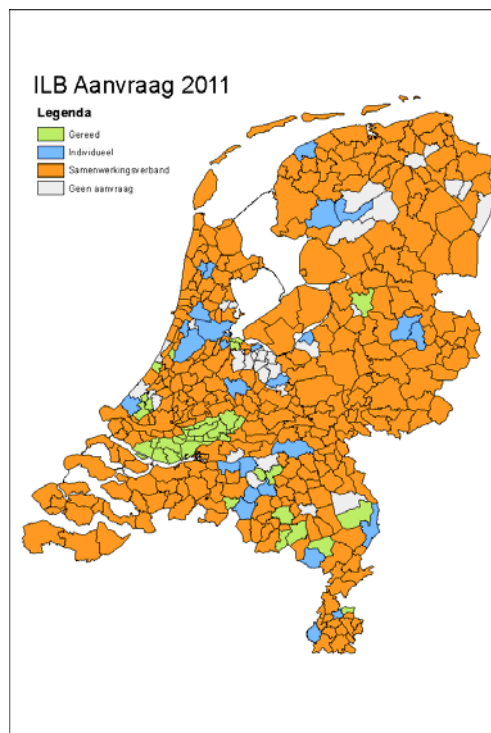 ILB Aanvraag 2011
Legenda
Gereed
Individueel
Samenwerkingsverband
Geen aanvraag